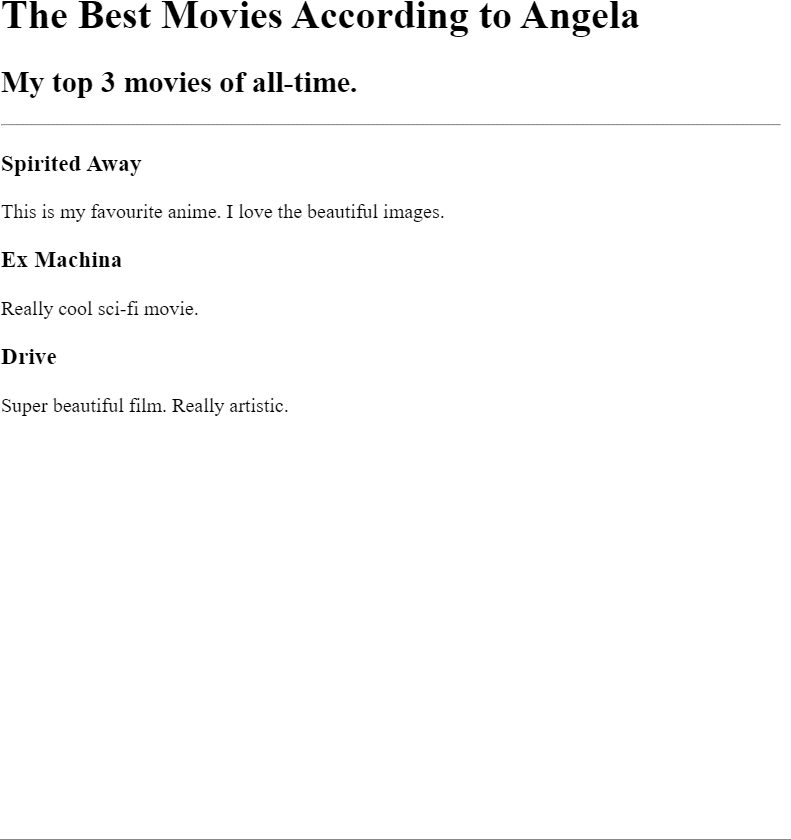 The Best Movies According to Angela
My top 3 movies of all-time.
Spirited Away
This is my favourite anime. I love the beautiful images.
Ex Machina
Really cool sci-fi movie.
Drive
Super beautiful film. Really artistic.